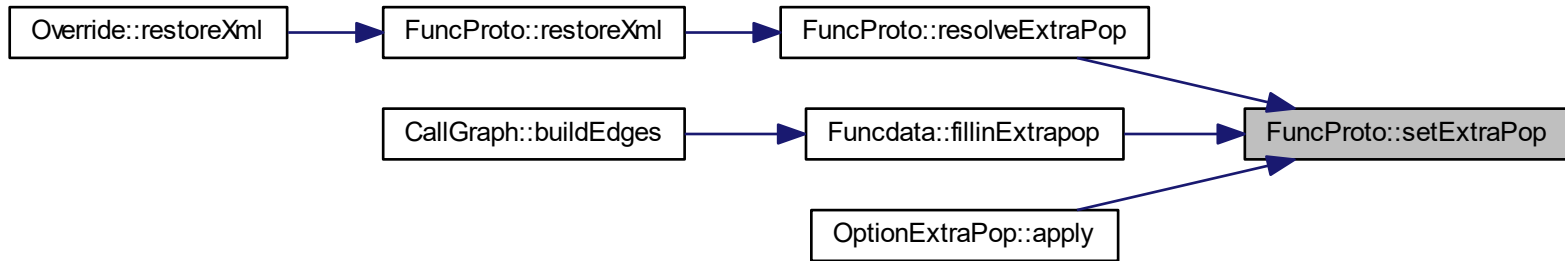 Override::restoreXml
FuncProto::restoreXml
FuncProto::resolveExtraPop
CallGraph::buildEdges
Funcdata::fillinExtrapop
FuncProto::setExtraPop
OptionExtraPop::apply